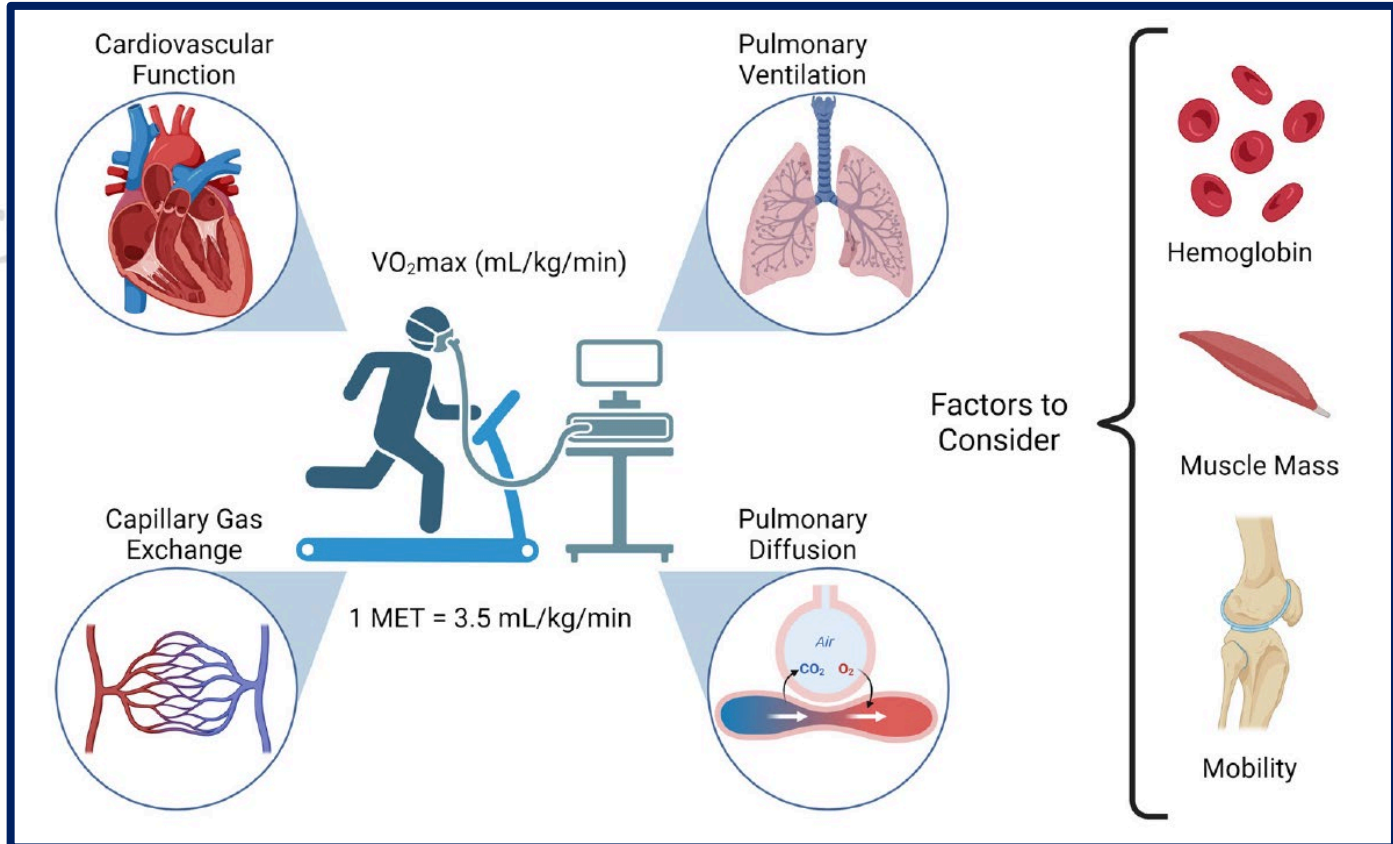 Cardiovascular
Function
Pulmonary
Ventilation
VO₂max (mL/kg/min)
Capillary Gas
Exchange
Pulmonary
Diffusion
1 MET = 3.5 mL/kg/min
Air
CO₂ O₂
Factors to
Consider
Hemoglobin
Muscle Mass
Mobility